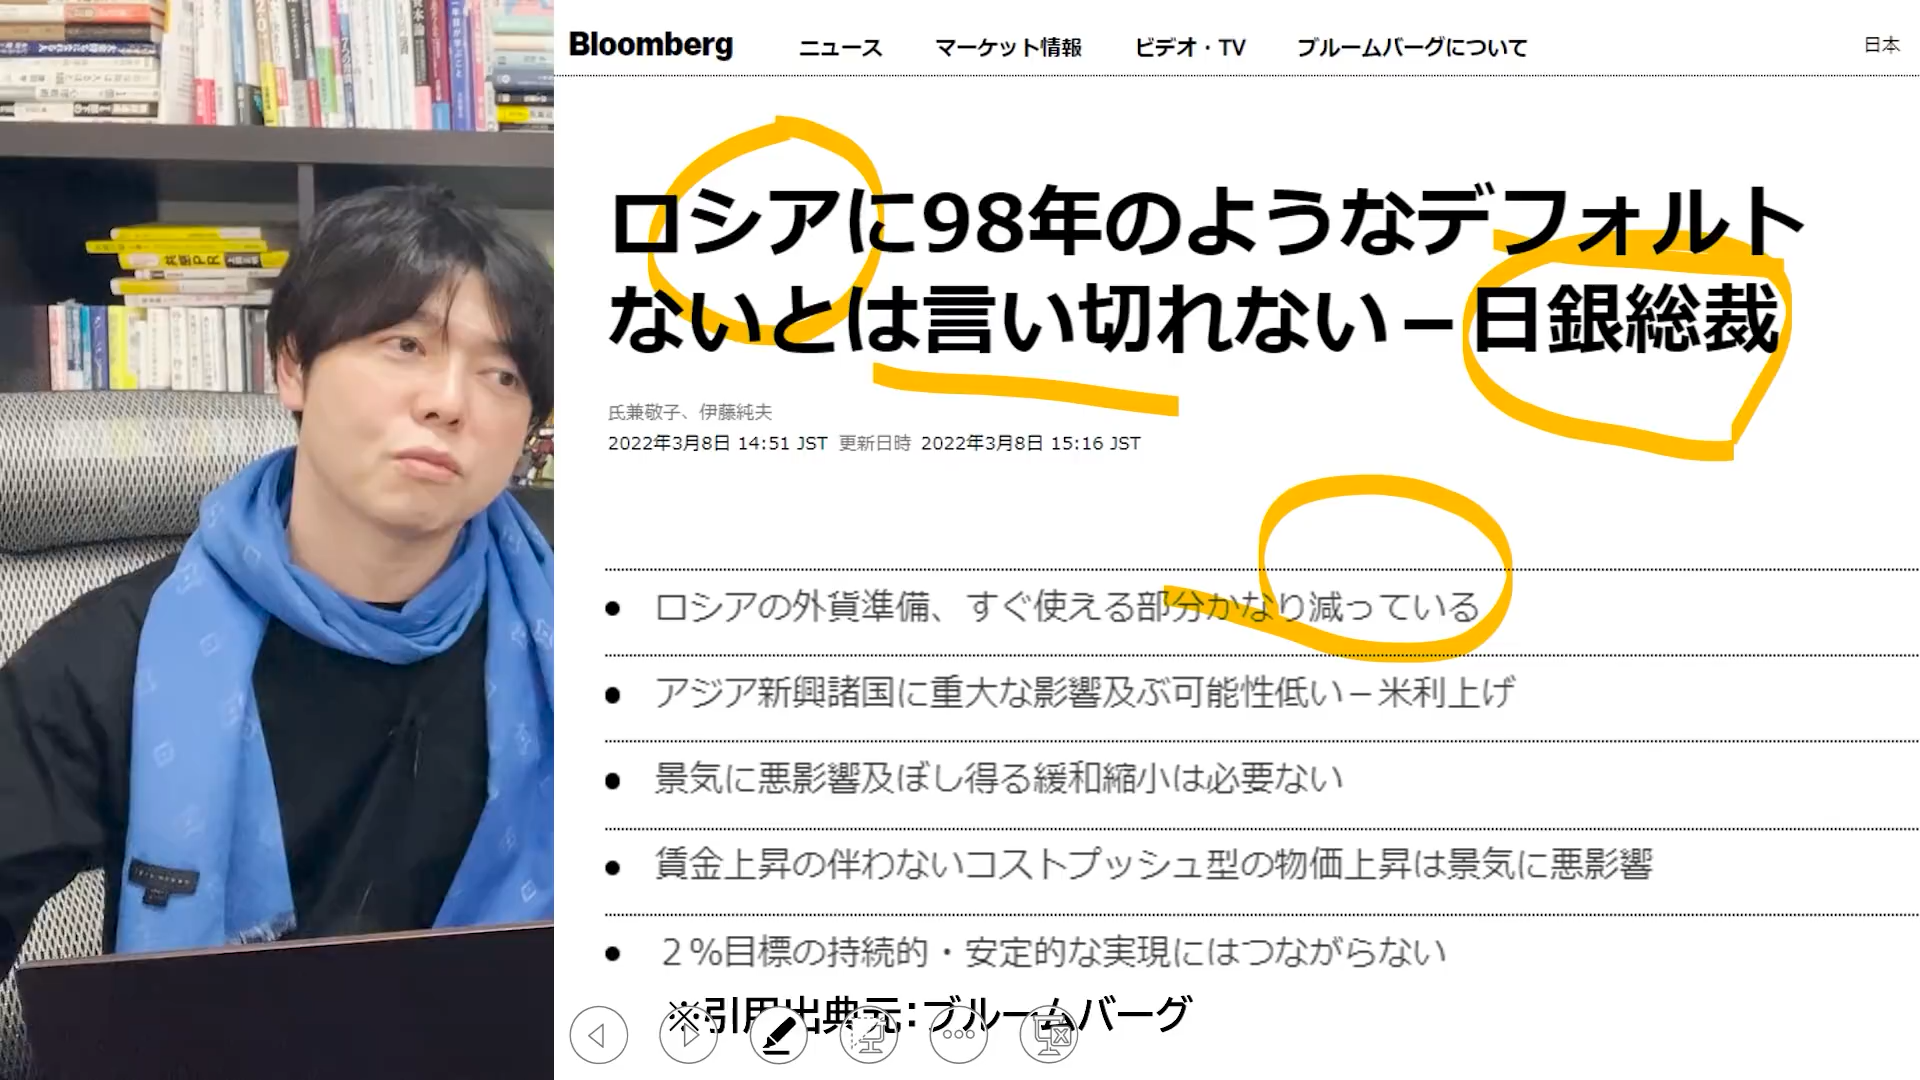 Bloomberg ニュース マーケット情報 ビデオ・TV ブルームバーグについて 日本
ロシアに98年のようなデフォルト
ないとは言い切れない－日銀総裁
氏兼敬子、伊藤純夫
2022年3月8日 14:51 JST 更新日時 2022年3月8日 15:16 JST
ロシアの外貨準備、すぐ使える部分かなり減っている
アジア新興諸国に重大な影響及ぶ可能性低い－米利上げ
景気に悪影響及ぼし得る緩和縮小は必要ない
賃金上昇の伴わないコストプッシュ型の物価上昇は景気に悪影響
２%目標の持続的・安定的な実現にはつながらない
※引用出典元：ブルームバーグ